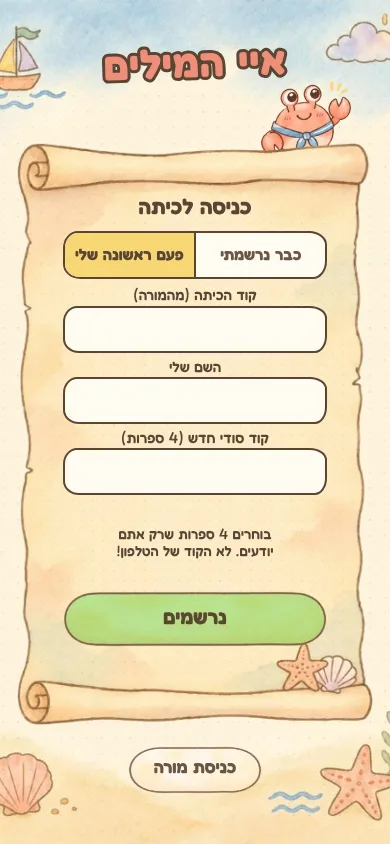 איי המילים
כניסה לכיתה
כבר נרשמתי
פעם ראשונה שלי
קוד הכיתה (מהמורה)
השם שלי
קוד סודי חדש (4 ספרות)
בוחרים 4 ספרות שרק אתם
יודעים. לא הקוד של הטלפון!
נרשמים
כניסת מורה